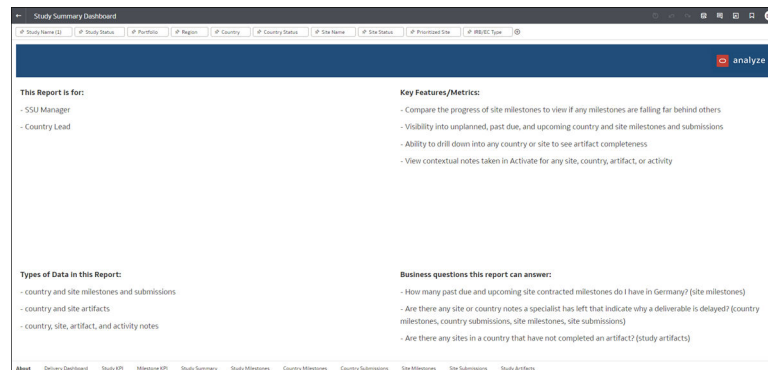 Study Summary Dashboard
Study Name (1) Study Status Portfolio Region Country Country Status Site Name Site Status Prioritized Site IRB/EC Type
analyze
This Report is for:
- SSU Manager
- Country Lead
Key Features/Metrics:
- Compare the progress of site milestones to view if any milestones are falling far behind others
- Visibility into unplanned, past due, and upcoming country and site milestones and submissions
- Ability to drill down into any country or site to see artifact completeness
- View contextual notes taken in Activate for any site, country, artifact, or activity
Types of Data in this Report:
- country and site milestones and submissions
- country and site artifacts
- country, site, artifact, and activity notes
Business questions this report can answer:
- How many past due and upcoming site contracted milestones do I have in Germany? (site milestones)
- Are there any site or country notes a specialist has left that indicate why a deliverable is delayed? (country
milestones, country submissions, site milestones, site submissions)
- Are there any sites in a country that have not completed an artifact? (study artifacts)
About Delivery Dashboard Study KPI Milestone KPI Study Summary Study Milestones Country Milestones Country Submissions Site Milestones Site Submissions Study Artifacts